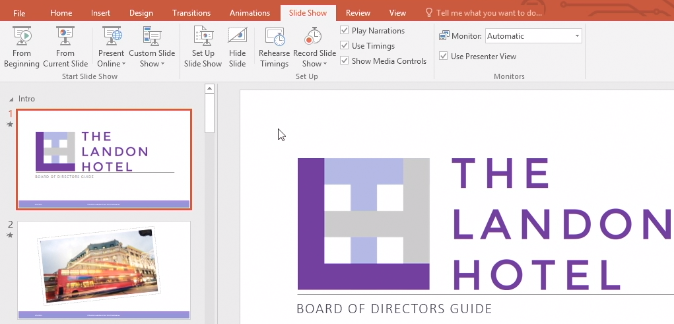 File Home Insert Design Transitions Animations Slide Show Review View Tell me what you want to do...
From Beginning
From Current Slide
Present Online
Custom Slide Show
Set Up Slide Show
Hide Slide
Rehearse Timings
Record Slide Show
Play Narrations
Use Timings
Show Media Controls
Monitor: Automatic
Use Presenter View
Start Slide Show
Set Up
Monitors
Intro
1
THE
LANDON
HOTEL
BOARD OF DIRECTORS GUIDE
2
THE
LANDON
HOTEL
BOARD OF DIRECTORS GUIDE